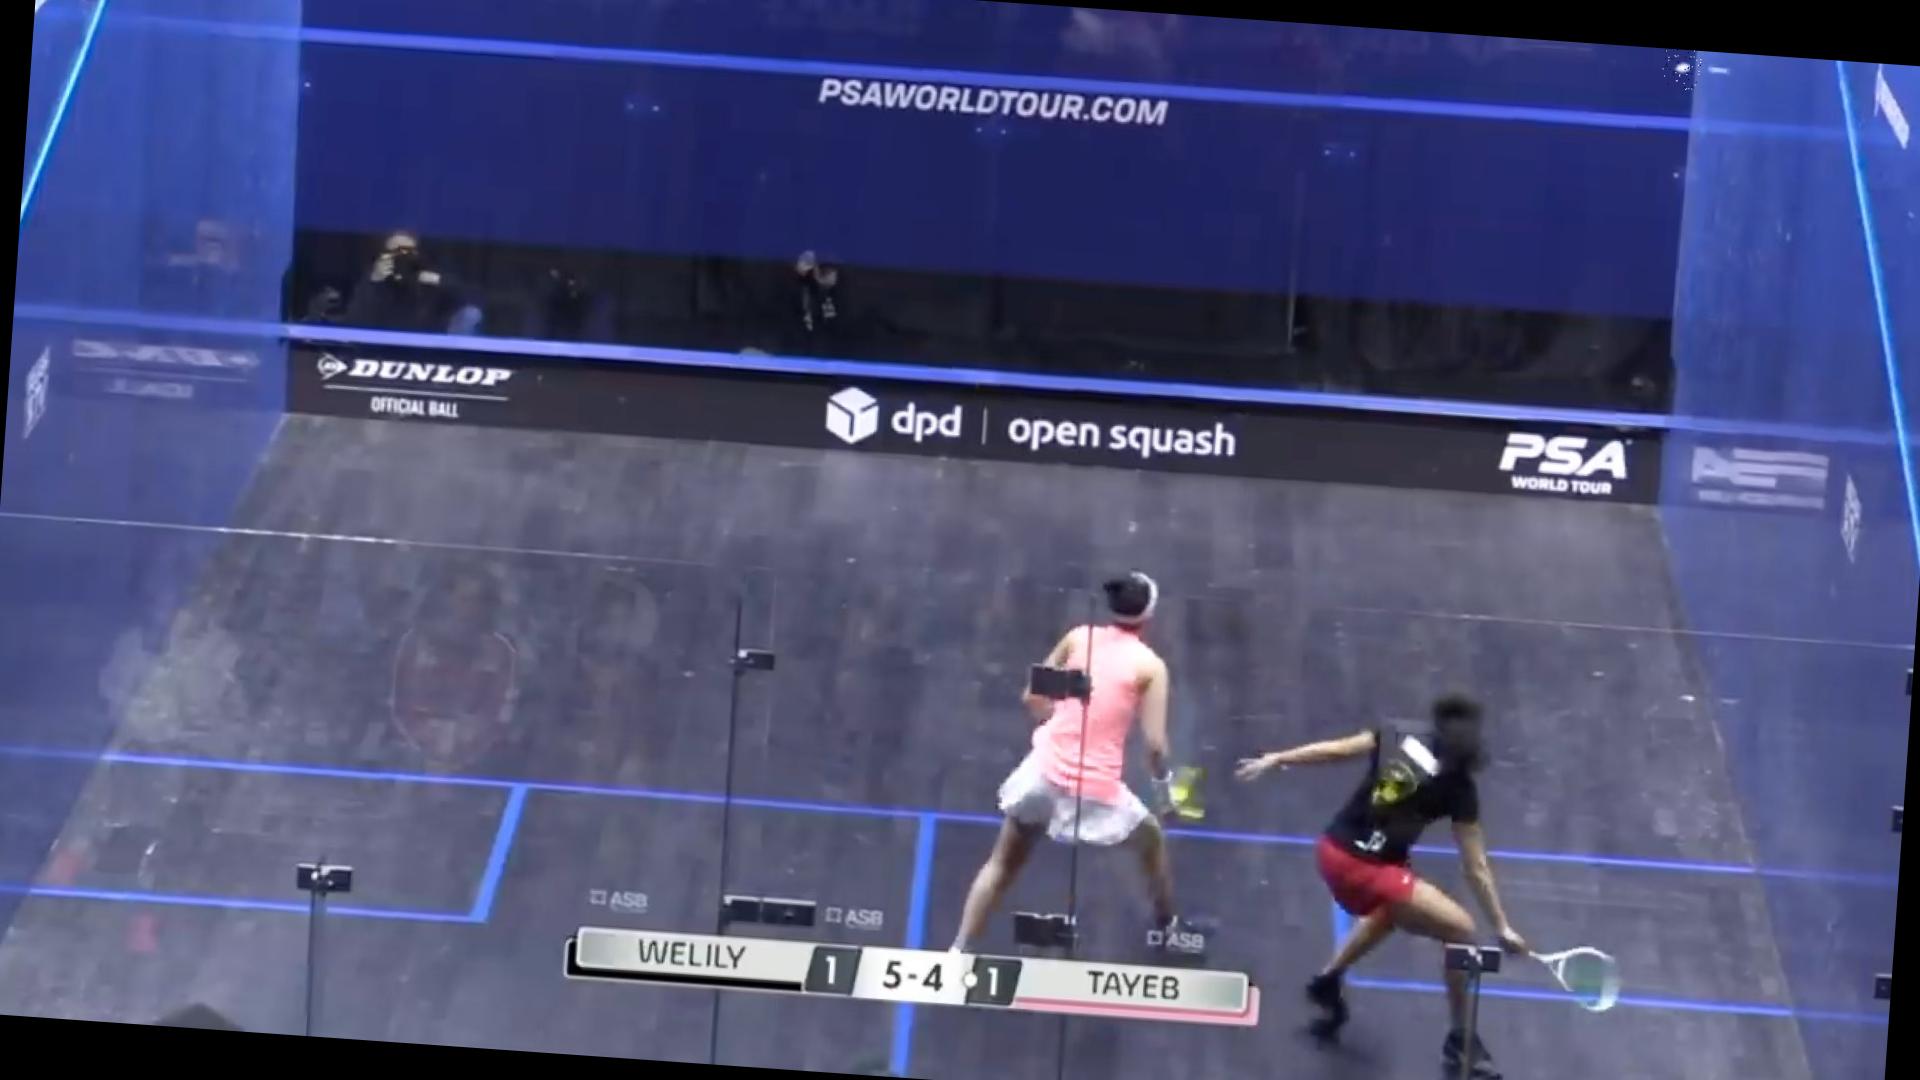 PSAWORLDTOUR.COM
DUNLOP
OFFICIAL BALL
dpd | open squash
PSA
WORLD TOUR
ASB
ASB
ASB
WELILY 1 5-4 1 TAYEB